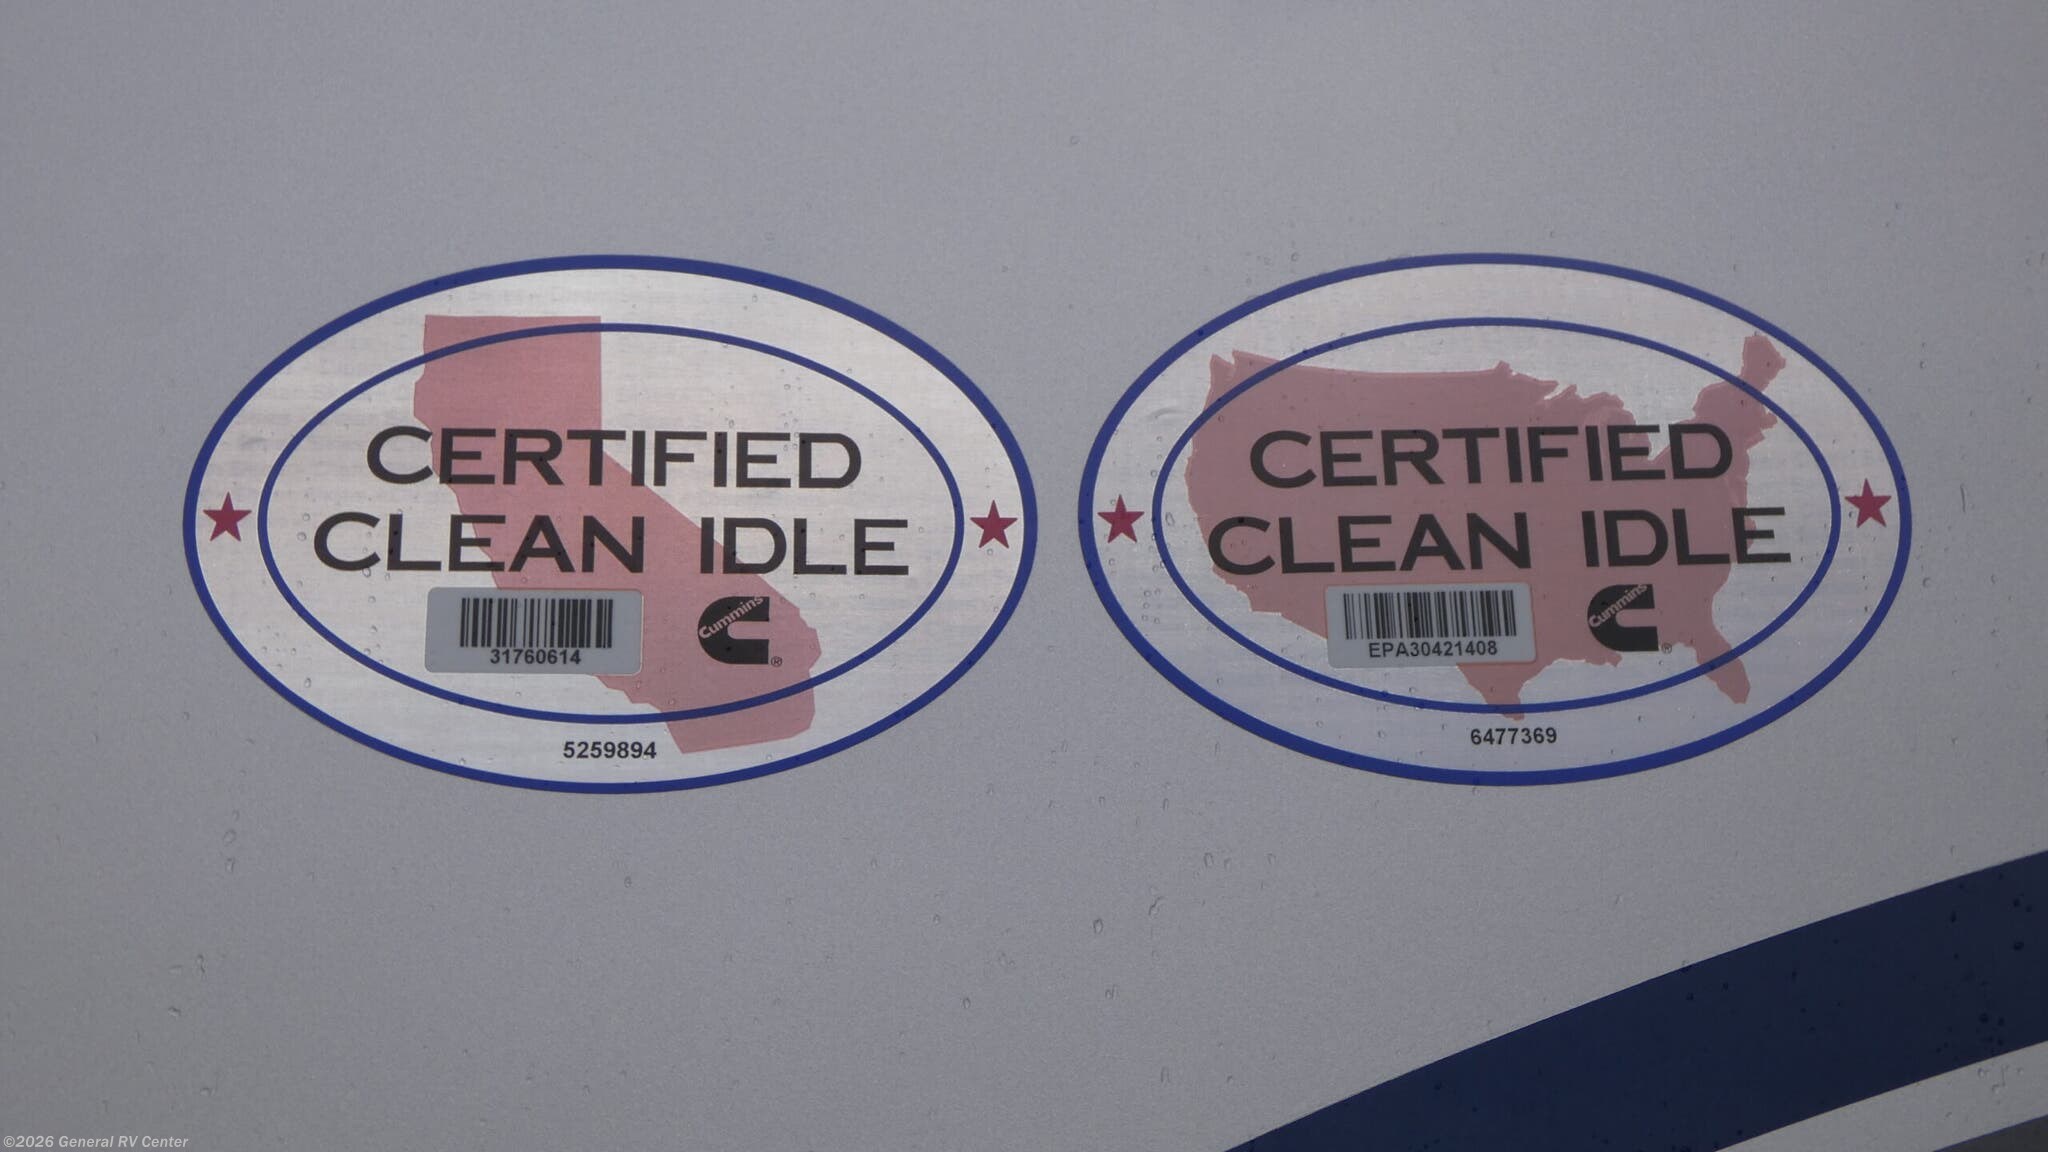 CERTIFIED
CLEAN IDLE
31760614
Cummins
®
5259894
CERTIFIED
CLEAN IDLE
EPA30421408
Cummins
®
6477369
©2026 General RV Center